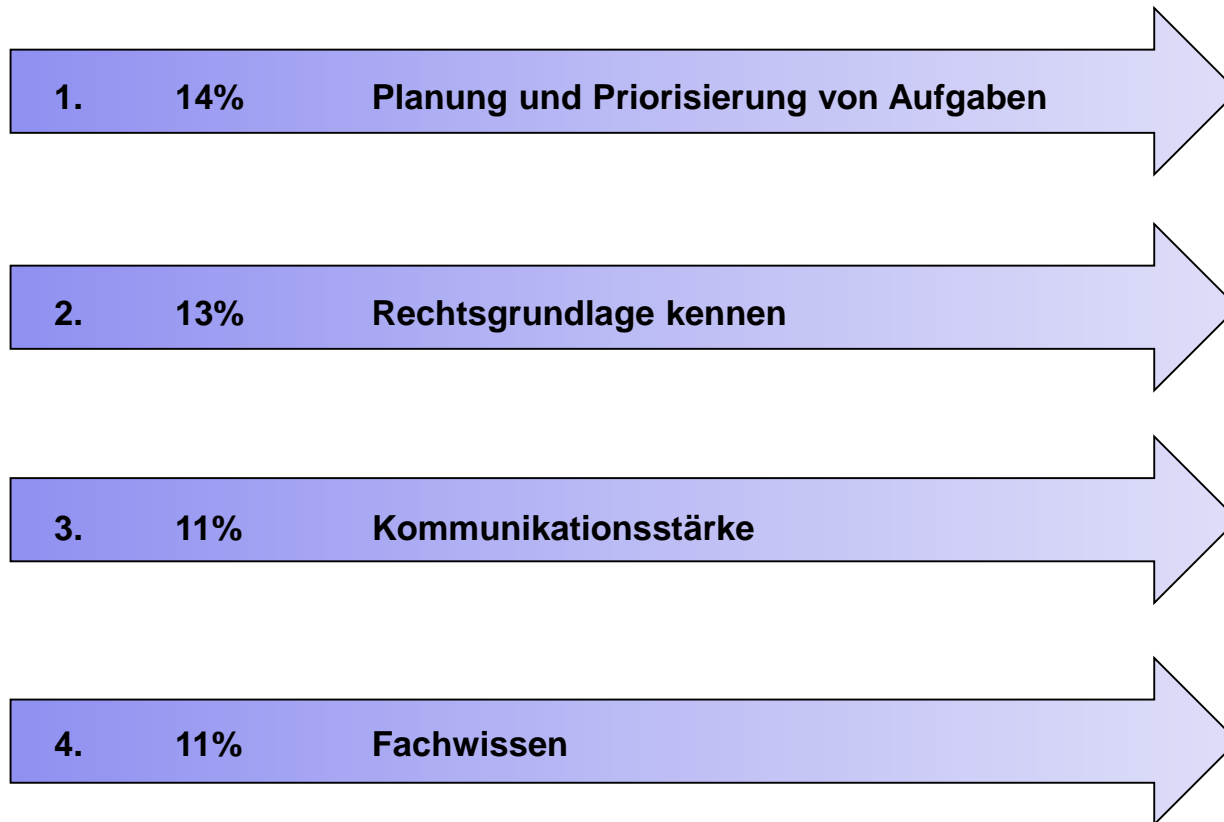 1. 14% Planung und Priorisierung von Aufgaben
2. 13% Rechtsgrundlage kennen
3. 11% Kommunikationsstärke
4. 11% Fachwissen